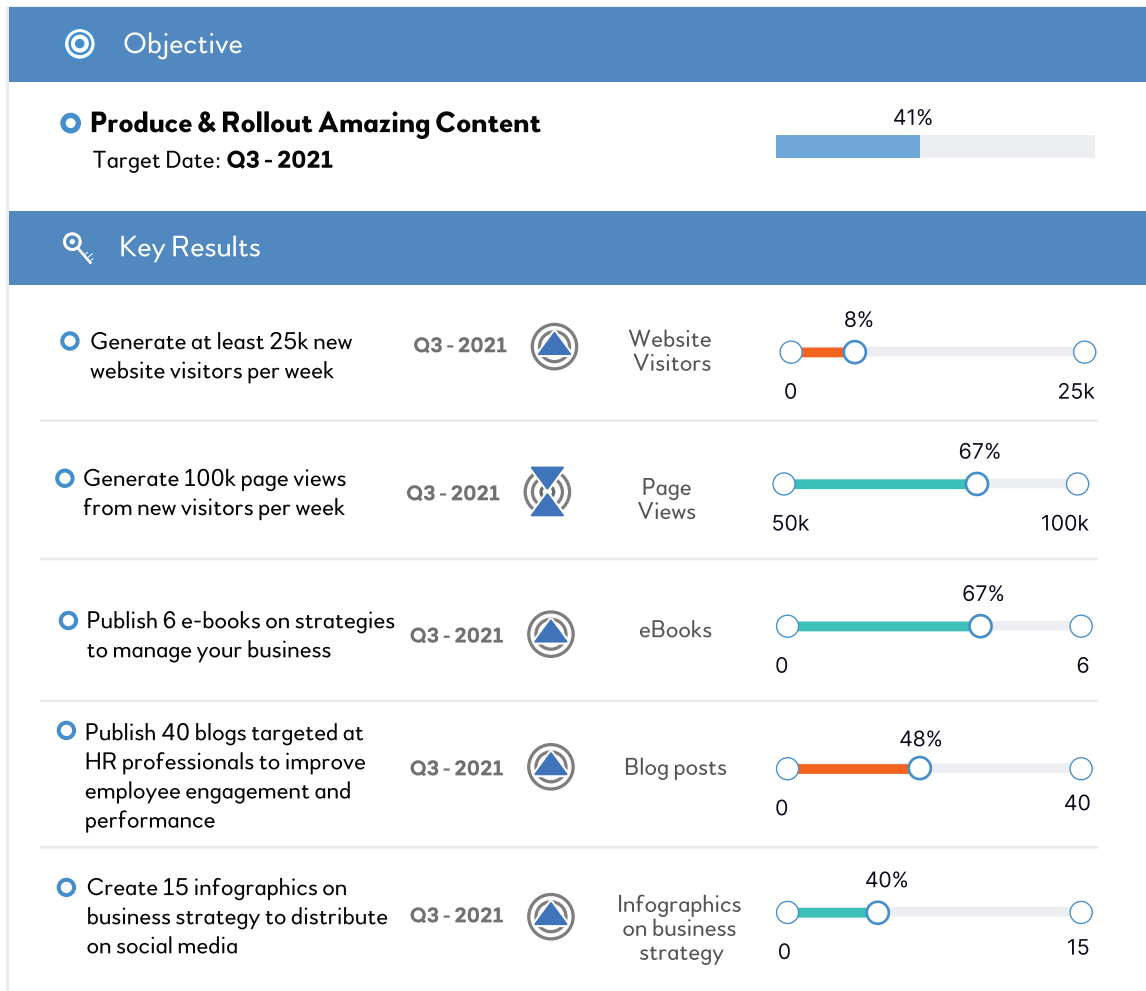 Objective
Produce & Rollout Amazing Content
41%
Target Date: Q3 - 2021
Key Results
Generate at least 25k new
website visitors per week
Q3 - 2021
Website
Visitors
8%
0
25k
Generate 100k page views
from new visitors per week
Q3 - 2021
Page
Views
67%
50k
100k
Publish 6 e-books on strategies
to manage your business
Q3 - 2021
eBooks
67%
0
6
Publish 40 blogs targeted at
HR professionals to improve
employee engagement and
performance
Q3 - 2021
Blog posts
48%
0
40
Create 15 infographics on
business strategy to distribute
on social media
Q3 - 2021
Infographics
on business
strategy
40%
0
15